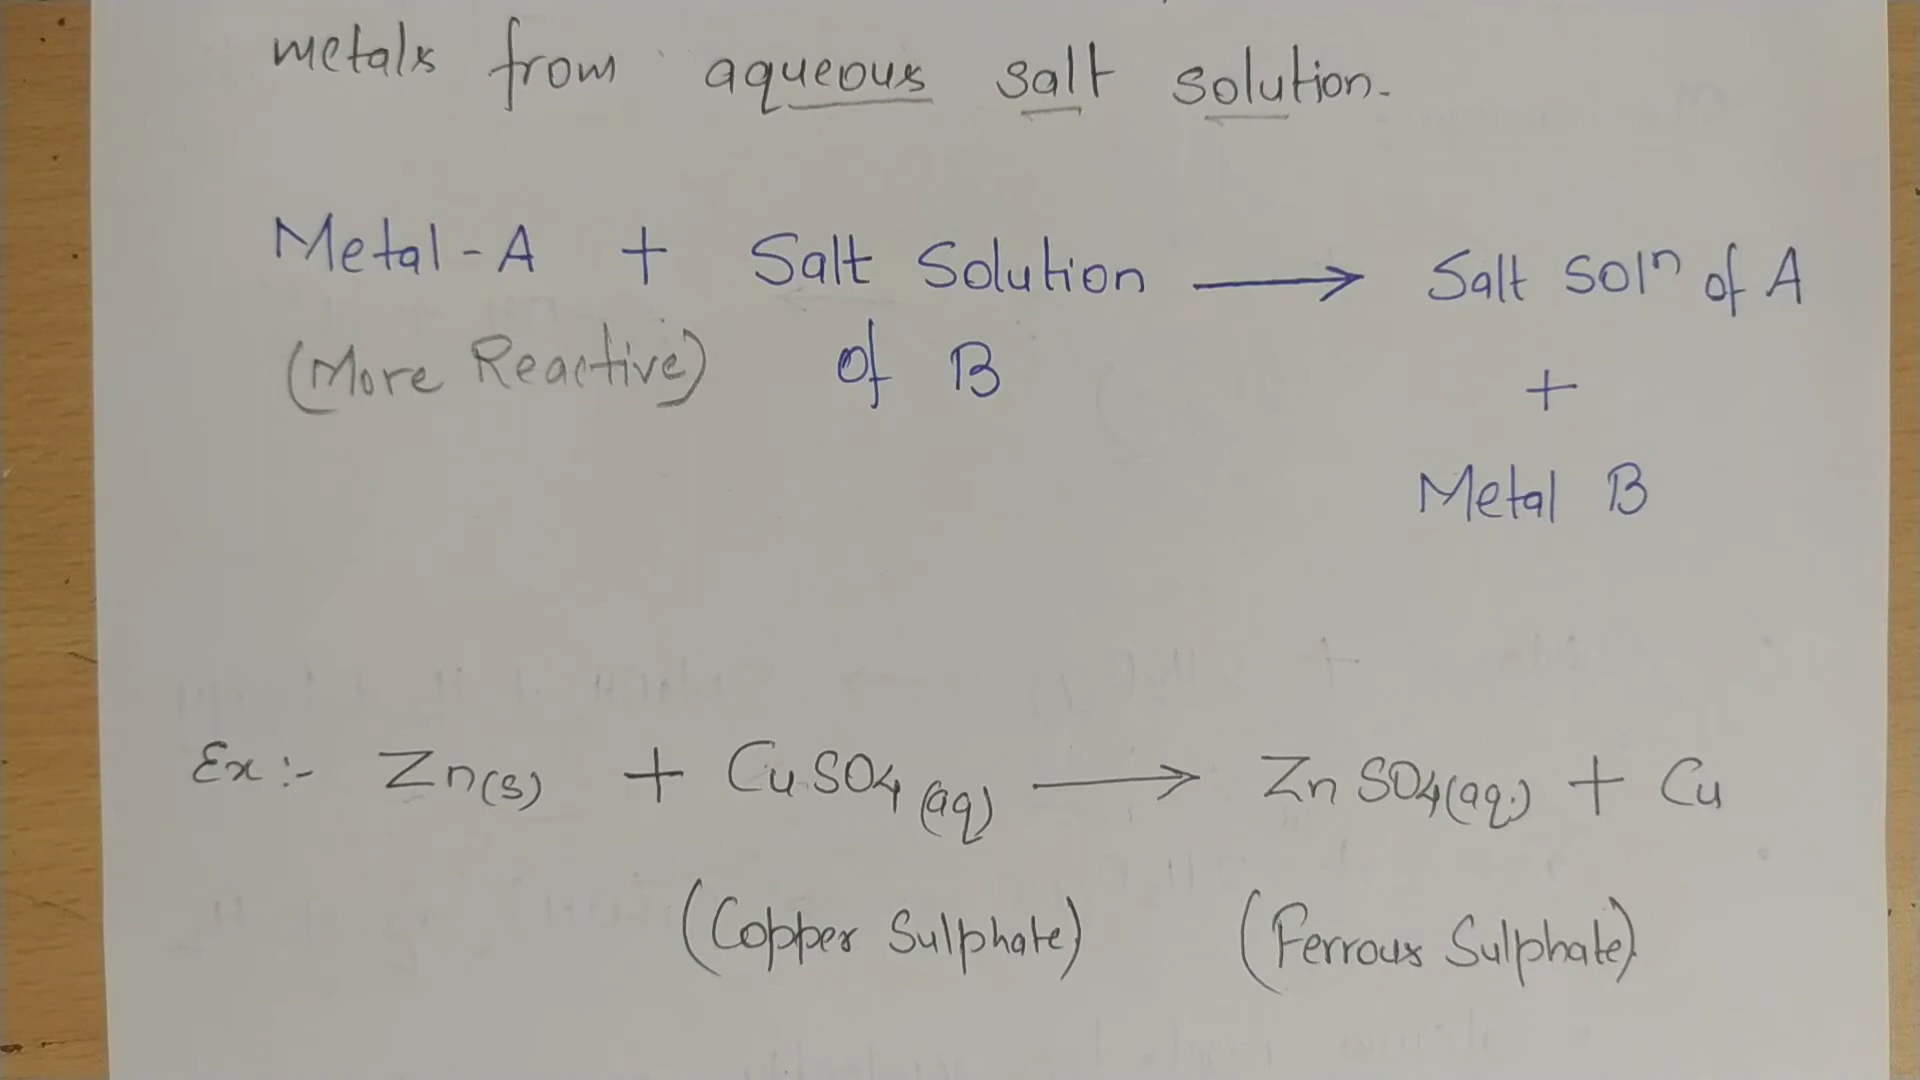 metals from aqueous salt solution.
Metal-A + Salt Solution ⟶ Salt Solⁿ of A
(More Reactive) of B +
Metal B
Ex:- Zn(s) + CuSO4 (aq) ⟶ ZnSO4(aq.) + Cu
(Copper Sulphate) (Ferrous Sulphate)